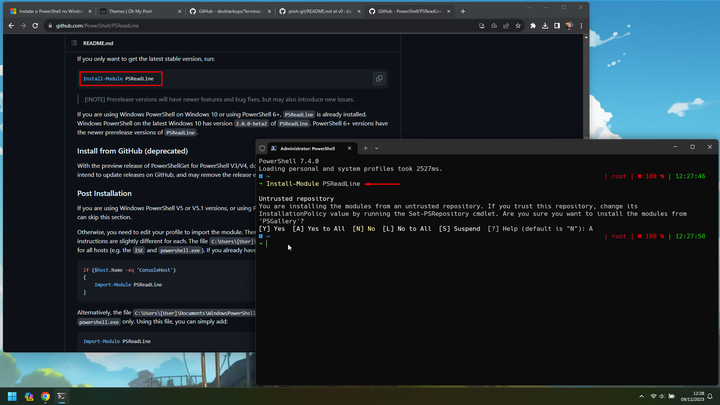 Instalar o PowerShell no Windows
Themes | Oh My Posh
GitHub - devblackops/Terminal
posh-git/README.md at v0 · d
GitHub - PowerShell/PSReadLin
github.com/PowerShell/PSReadLine
README.md
If you only want to get the latest stable version, run:
Install-Module PSReadLine
[!NOTE] Prerelease versions will have newer features and bug fixes, but may also introduce new issues.
If you are using Windows PowerShell on Windows 10 or using PowerShell 6+, PSReadLine is already installed.
Windows PowerShell on the latest Windows 10 has version 2.0.0-beta2 of PSReadLine. PowerShell 6+ versions have
the newer prerelease versions of PSReadLine.
Install from GitHub (deprecated)
With the preview release of PowerShellGet for PowerShell V3/V4, do
intend to update releases on GitHub, and may remove the release e
Post Installation
If you are using Windows PowerShell V5 or V5.1 versions, or using P
can skip this section.
Otherwise, you need to edit your profile to import the module. Ther
instructions are slightly different for each. The file C:\Users\[User]\
for all hosts (e.g. the ISE and powershell.exe). If you already have
if ($host.Name -eq 'ConsoleHost')
{
Import-Module PSReadLine
}
Alternatively, the file C:\Users\[User]\Documents\WindowsPowerShell
powershell.exe only. Using this file, you can simply add:
Import-Module PSReadLine
Administrator: PowerShell
PowerShell 7.4.0
Loading personal and system profiles took 2527ms.
| root | 100 % | 12:27:46
Install-Module PSReadLine
Untrusted repository
You are installing the modules from an untrusted repository. If you trust this repository, change its
InstallationPolicy value by running the Set-PSRepository cmdlet. Are you sure you want to install the modules from
'PSGallery'?
[Y] Yes [A] Yes to All [N] No [L] No to All [S] Suspend [?] Help (default is "N"): A
| root | 100 % | 12:27:58
12:28
09/12/2023